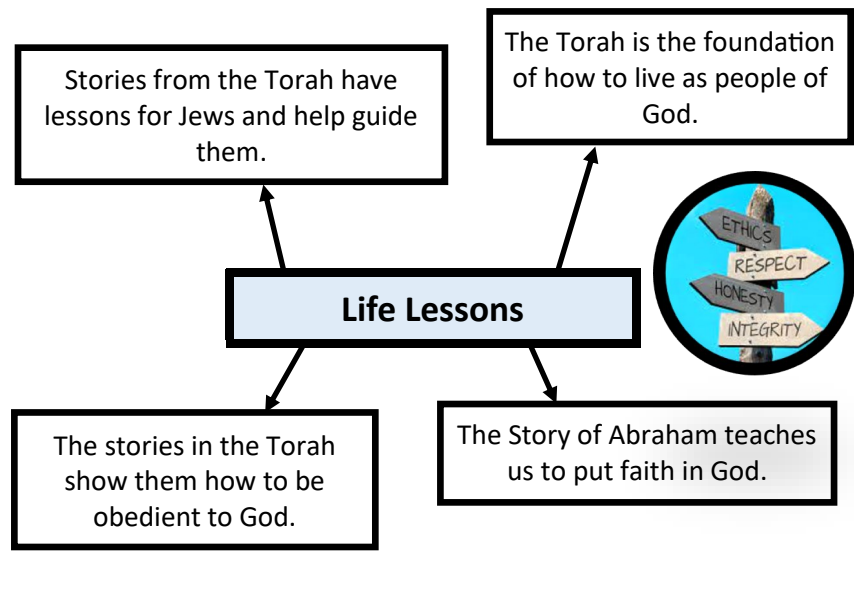 Stories from the Torah have
lessons for Jews and help guide
them.
The Torah is the foundation
of how to live as people of
God.
ETHICS
RESPECT
HONESTY
INTEGRITY
Life Lessons
The stories in the Torah
show them how to be
obedient to God.
The Story of Abraham teaches
us to put faith in God.